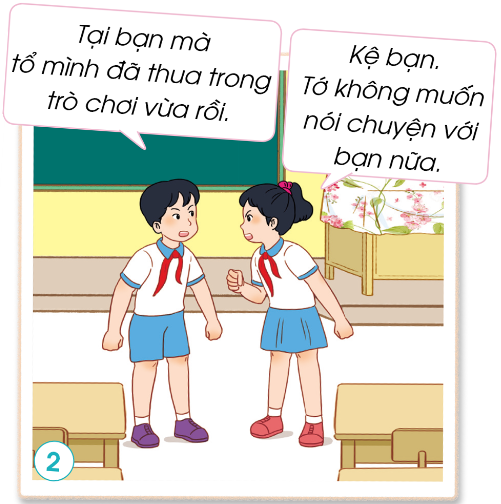 Tại bạn mà
tổ mình đã thua trong
trò chơi vừa rồi.
Kệ bạn.
Tớ không muốn
nói chuyện với
bạn nữa.
2